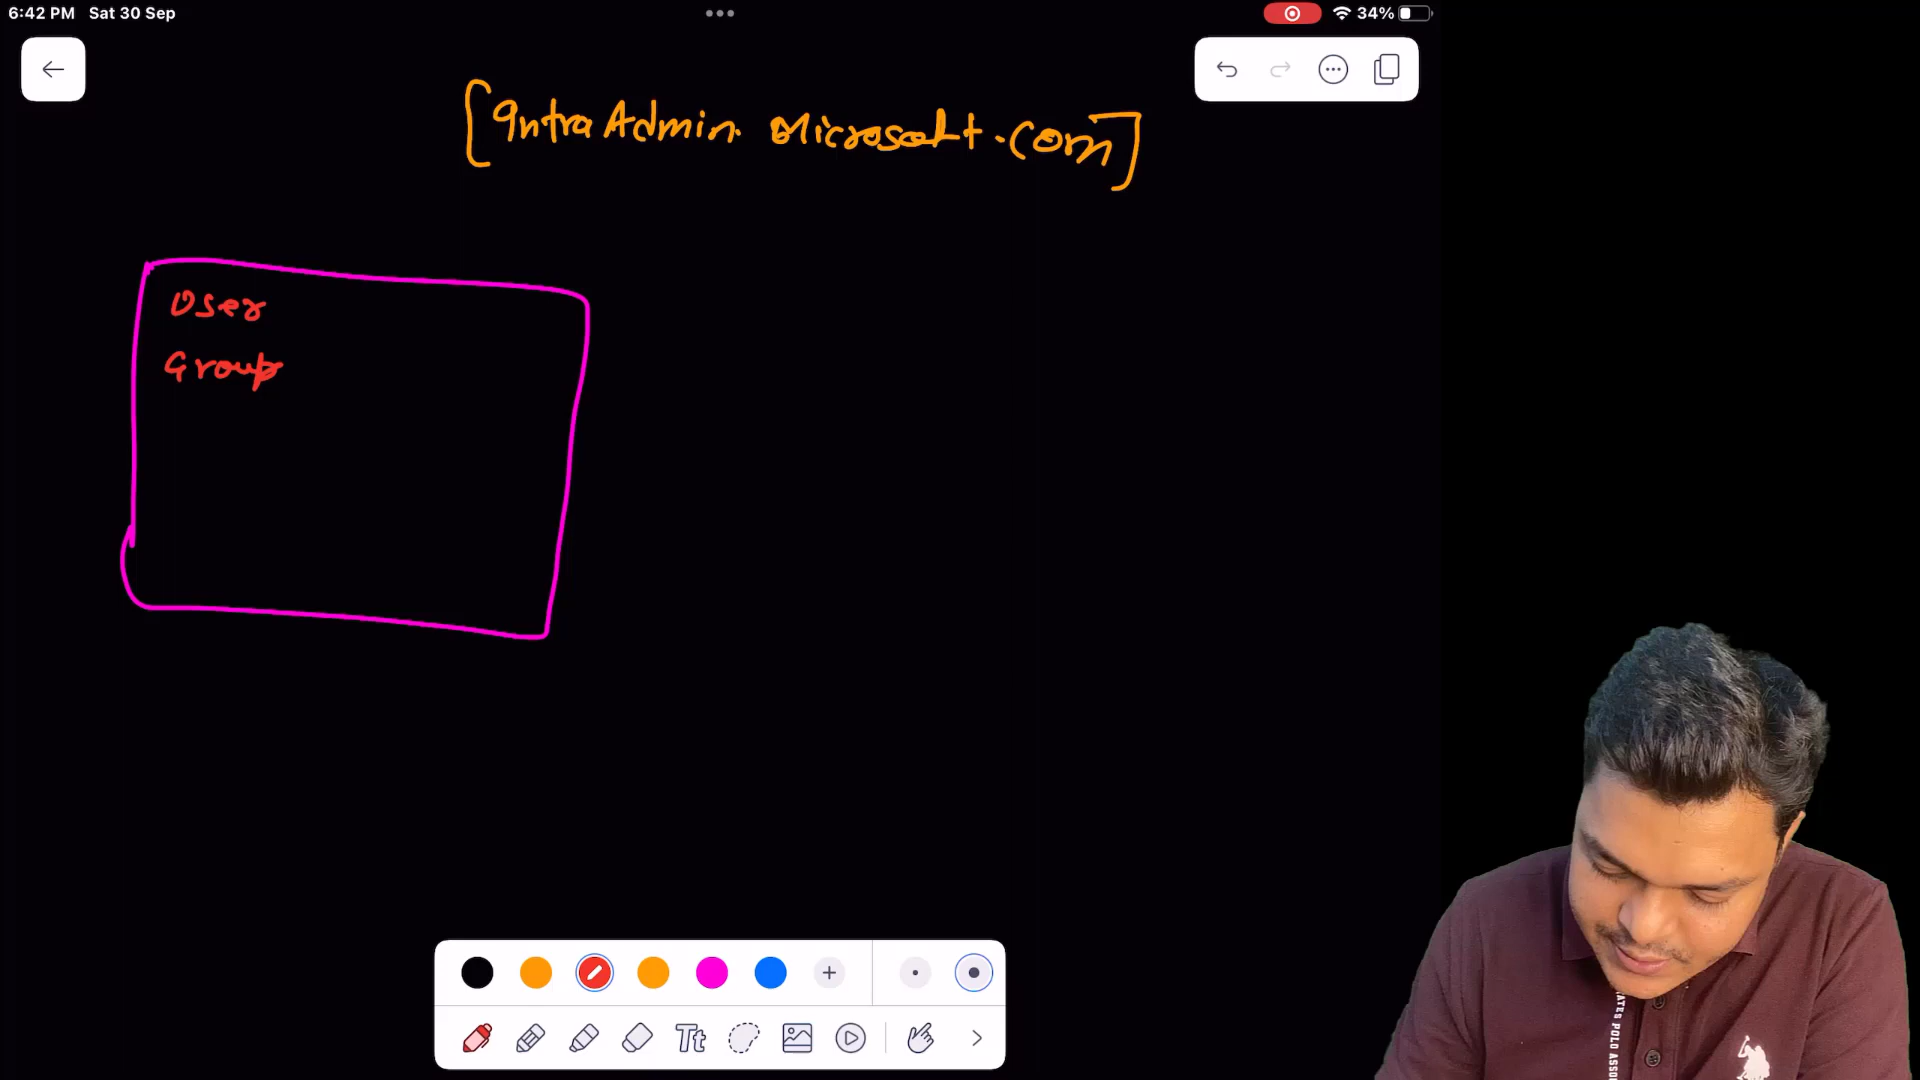 6:42 PM Sat 30 Sep
34%
[Intra Admin. Microsoft.com]
User
Group
Tt